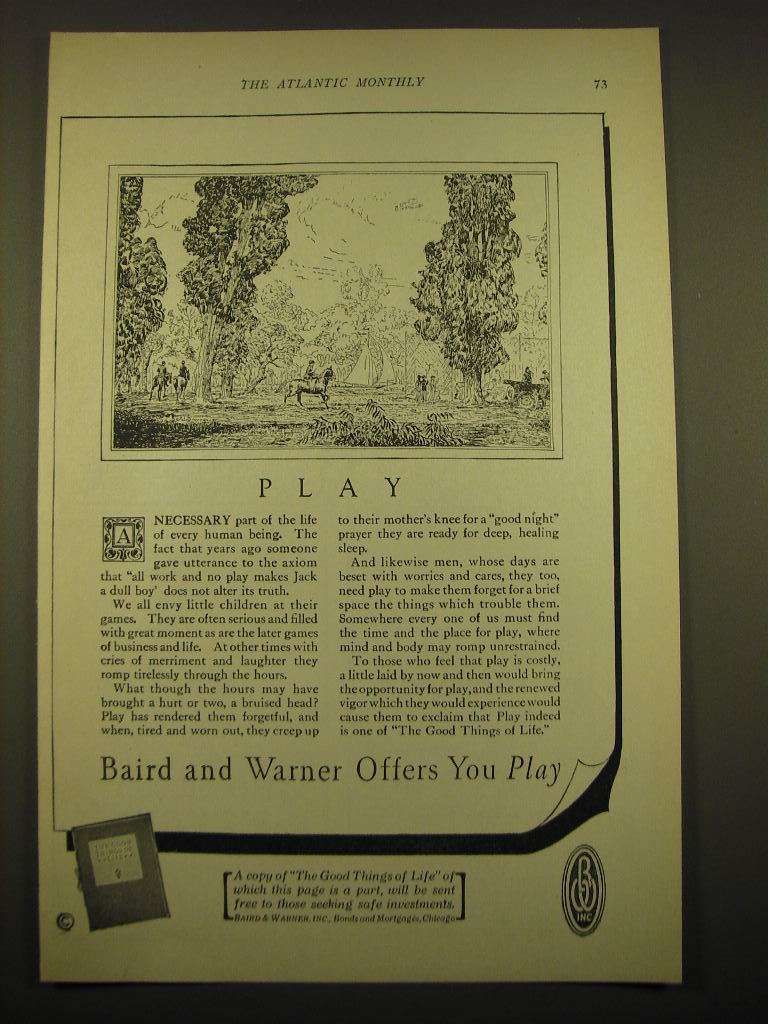 THE ATLANTIC MONTHLY
73
PLAY
A NECESSARY part of the life
of every human being. The
fact that years ago someone
gave utterance to the axiom
that "all work and no play makes Jack
a dull boy' does not alter its truth.
We all envy little children at their
games. They are often serious and filled
with great moment as are the later games
of business and life. At other times with
cries of merriment and laughter they
romp tirelessly through the hours.
What though the hours may have
brought a hurt or two, a bruised head?
Play has rendered them forgetful, and
when, tired and worn out, they creep up
to their mother's knee for a "good night"
prayer they are ready for deep, healing
sleep.
And likewise men, whose days are
beset with worries and cares, they too,
need play to make them forget for a brief
space the things which trouble them.
Somewhere every one of us must find
the time and the place for play, where
mind and body may romp unrestrained.
To those who feel that play is costly,
a little laid by now and then would bring
the opportunity for play, and the renewed
vigor which they would experience would
cause them to exclaim that Play indeed
is one of "The Good Things of Life."
Baird and Warner Offers You Play
THE GOOD
THINGS OF
©
A copy of "The Good Things of Life" of
which this page is a part, will be sent
free to those seeking safe investments.
BAIRD & WARNER, INC., Bonds and Mortgages, Chicago
B
INC